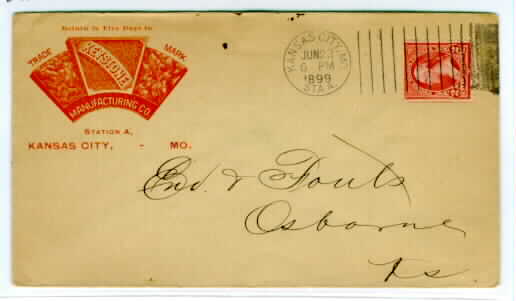 Return in Five Days to
TRADE MARK
KEYSTONE
MANUFACTURING CO.
STATION A,
KANSAS CITY, - MO.
KANSAS CITY, MO.
JUN 23
6 PM
1899
STA A.
& Fouts
Osborne
Ks.